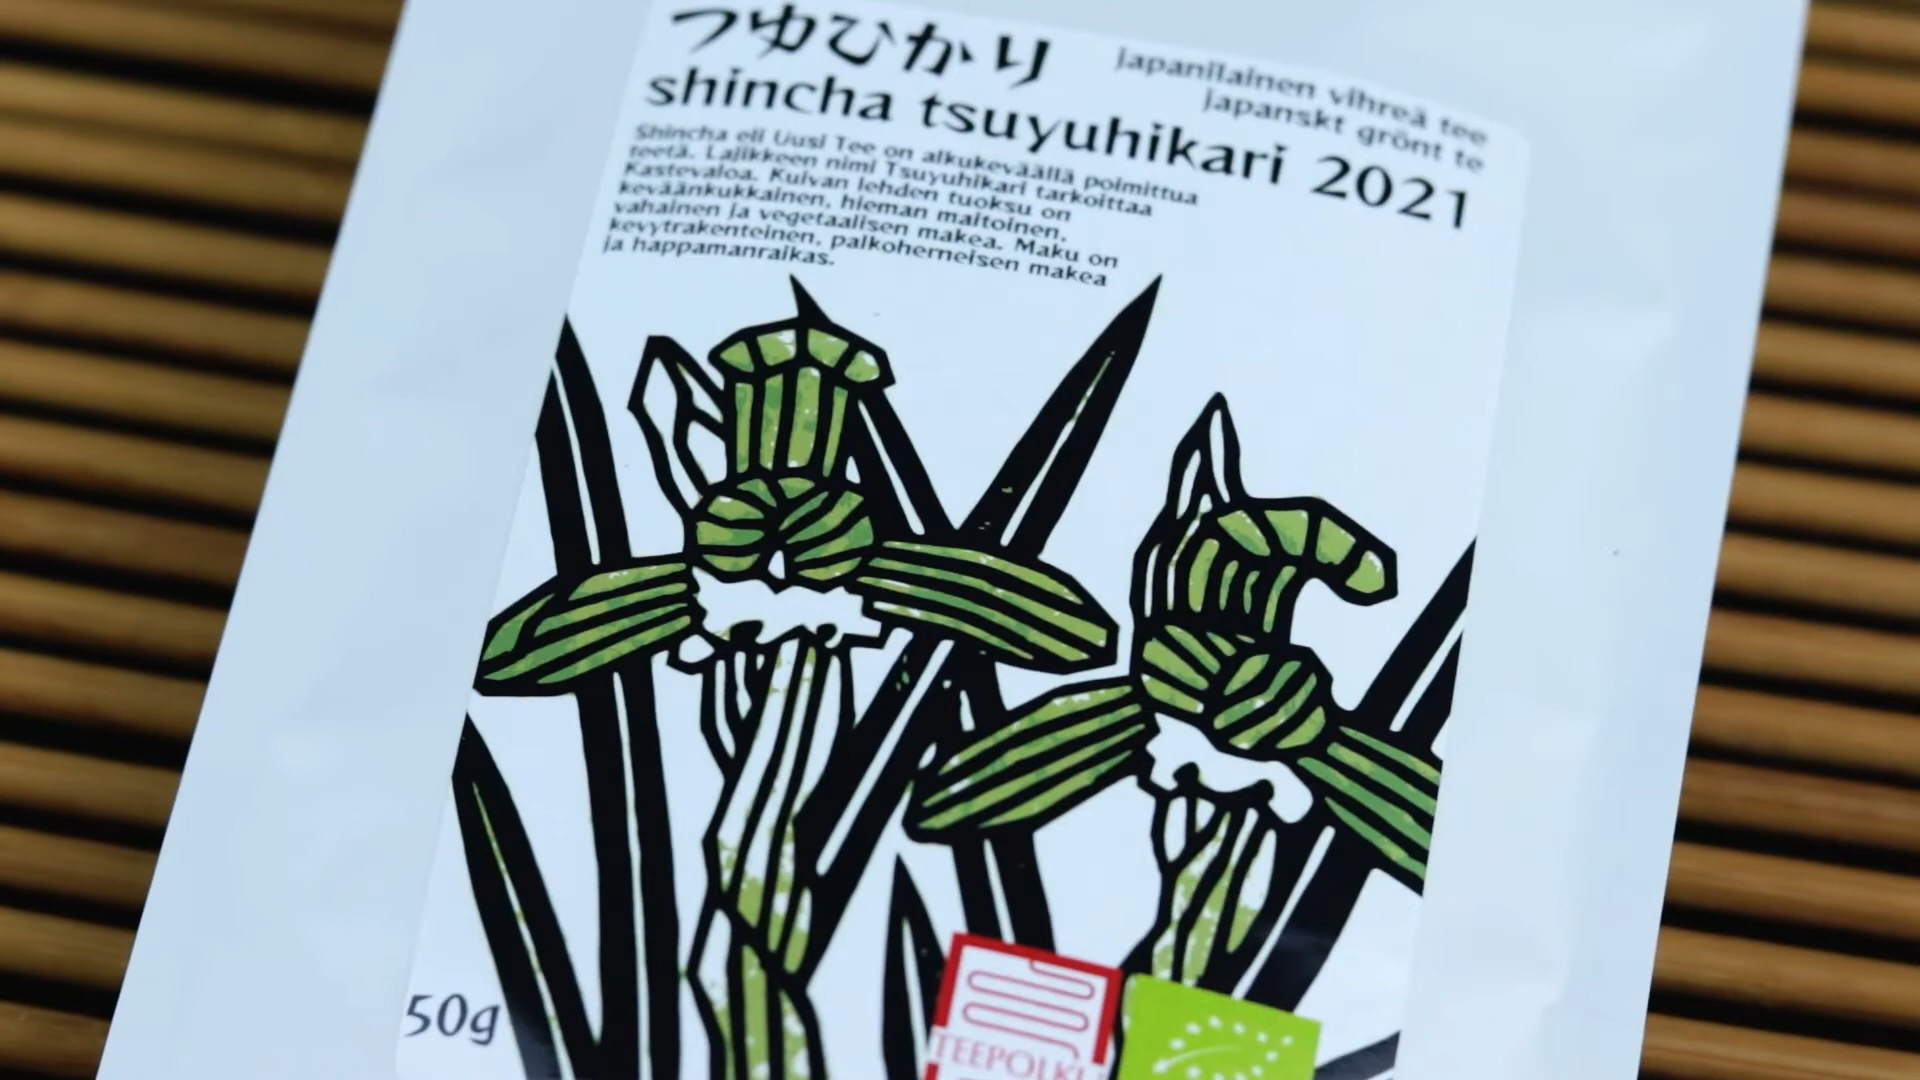 つゆひかり
japanilainen vihreä tee
japanskt grönt te
shincha tsuyuhikari 2021
Shincha eli Uusi Tee on alkukeväällä poimittua
teetä. Lajikkeen nimi Tsuyuhikari tarkoittaa
Kastevaloa. Kuivan lehden tuoksu on
keväänkukkainen, hieman maitoinen,
vahainen ja vegetaalisen makea. Maku on
kevytrakenteinen, palkoherneisen makea
ja happamanraikas.
50g
TEEPOLKU